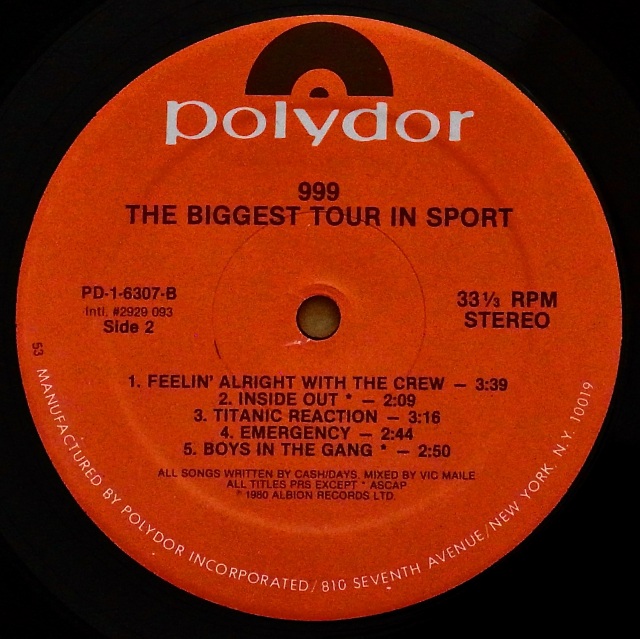 polydor
999
THE BIGGEST TOUR IN SPORT
PD-1-6307-B
Intl. #2929 093
Side 2
33⅓ RPM
STEREO
1. FEELIN' ALRIGHT WITH THE CREW — 3:39
2. INSIDE OUT * — 2:09
3. TITANIC REACTION — 3:16
4. EMERGENCY — 2:44
5. BOYS IN THE GANG * — 2:50
ALL SONGS WRITTEN BY CASH/DAYS. MIXED BY VIC MAILE
ALL TITLES PRS EXCEPT * ASCAP
℗ 1980 ALBION RECORDS LTD.
53 MANUFACTURED BY POLYDOR INCORPORATED/810 SEVENTH AVENUE/NEW YORK, N.Y. 10019